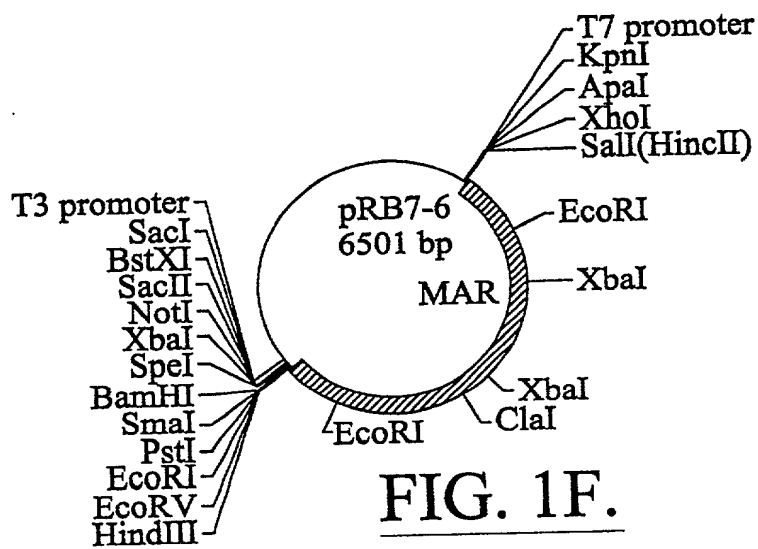 T7 promoter
KpnI
ApaI
XhoI
SalI(HincII)
T3 promoter
SacI
BstXI
SacII
NotI
XbaI
SpeI
BamHI
SmaI
PstI
EcoRI
EcoRV
HindIII
pRB7-6
6501 bp
MAR
EcoRI
XbaI
XbaI
ClaI
EcoRI
FIG. 1F.